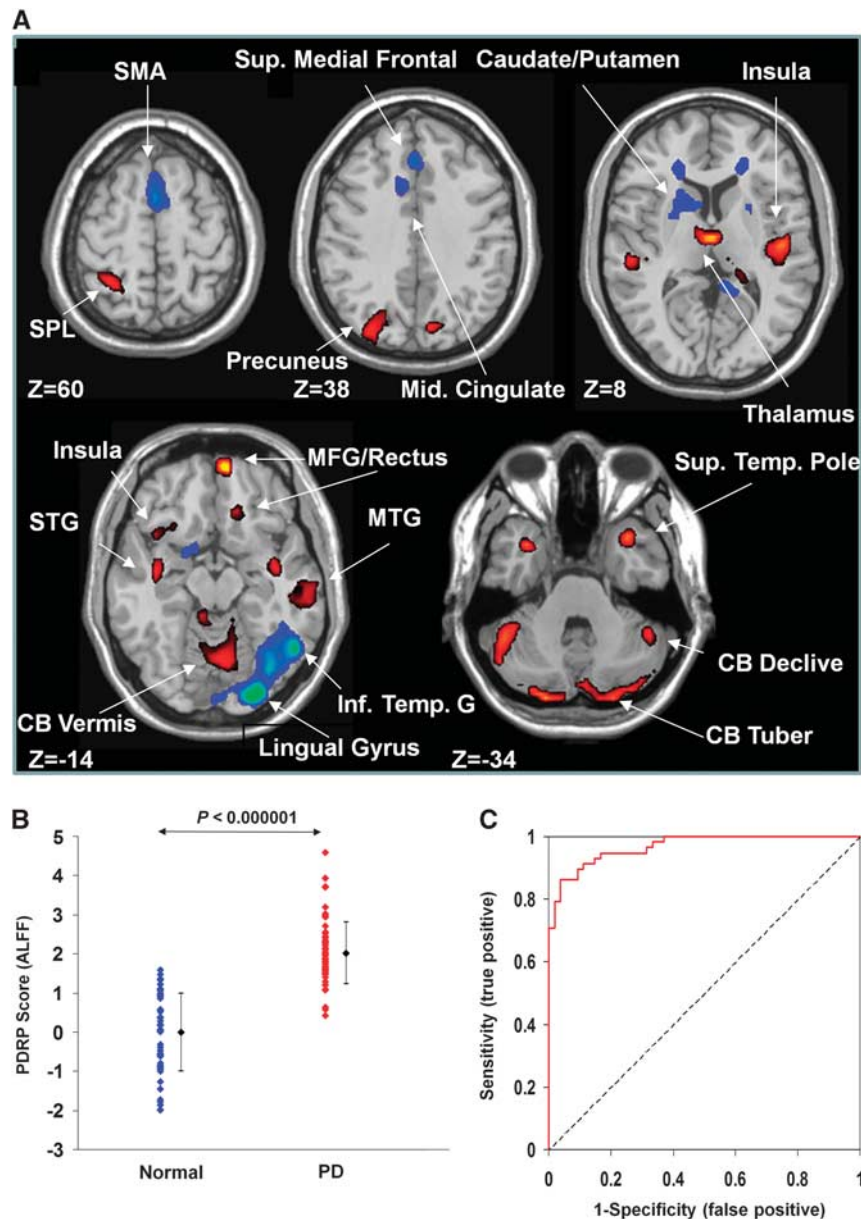 A
SMA
Sup. Medial Frontal
Caudate/Putamen
Insula
SPL
Precuneus
Mid. Cingulate
Thalamus
Z=60
Z=38
Z=8
Insula
MFG/Rectus
Sup. Temp. Pole
STG
MTG
CB Vermis
Inf. Temp. G
Lingual Gyrus
CB Declive
CB Tuber
Z=-14
Z=-34
B
P < 0.000001
PDRP Score (ALFF)
5
4
3
2
1
0
-1
-2
-3
Normal
PD
C
Sensitivity (true positive)
1
0.8
0.6
0.4
0.2
0
0
0.2
0.4
0.6
0.8
1
1-Specificity (false positive)